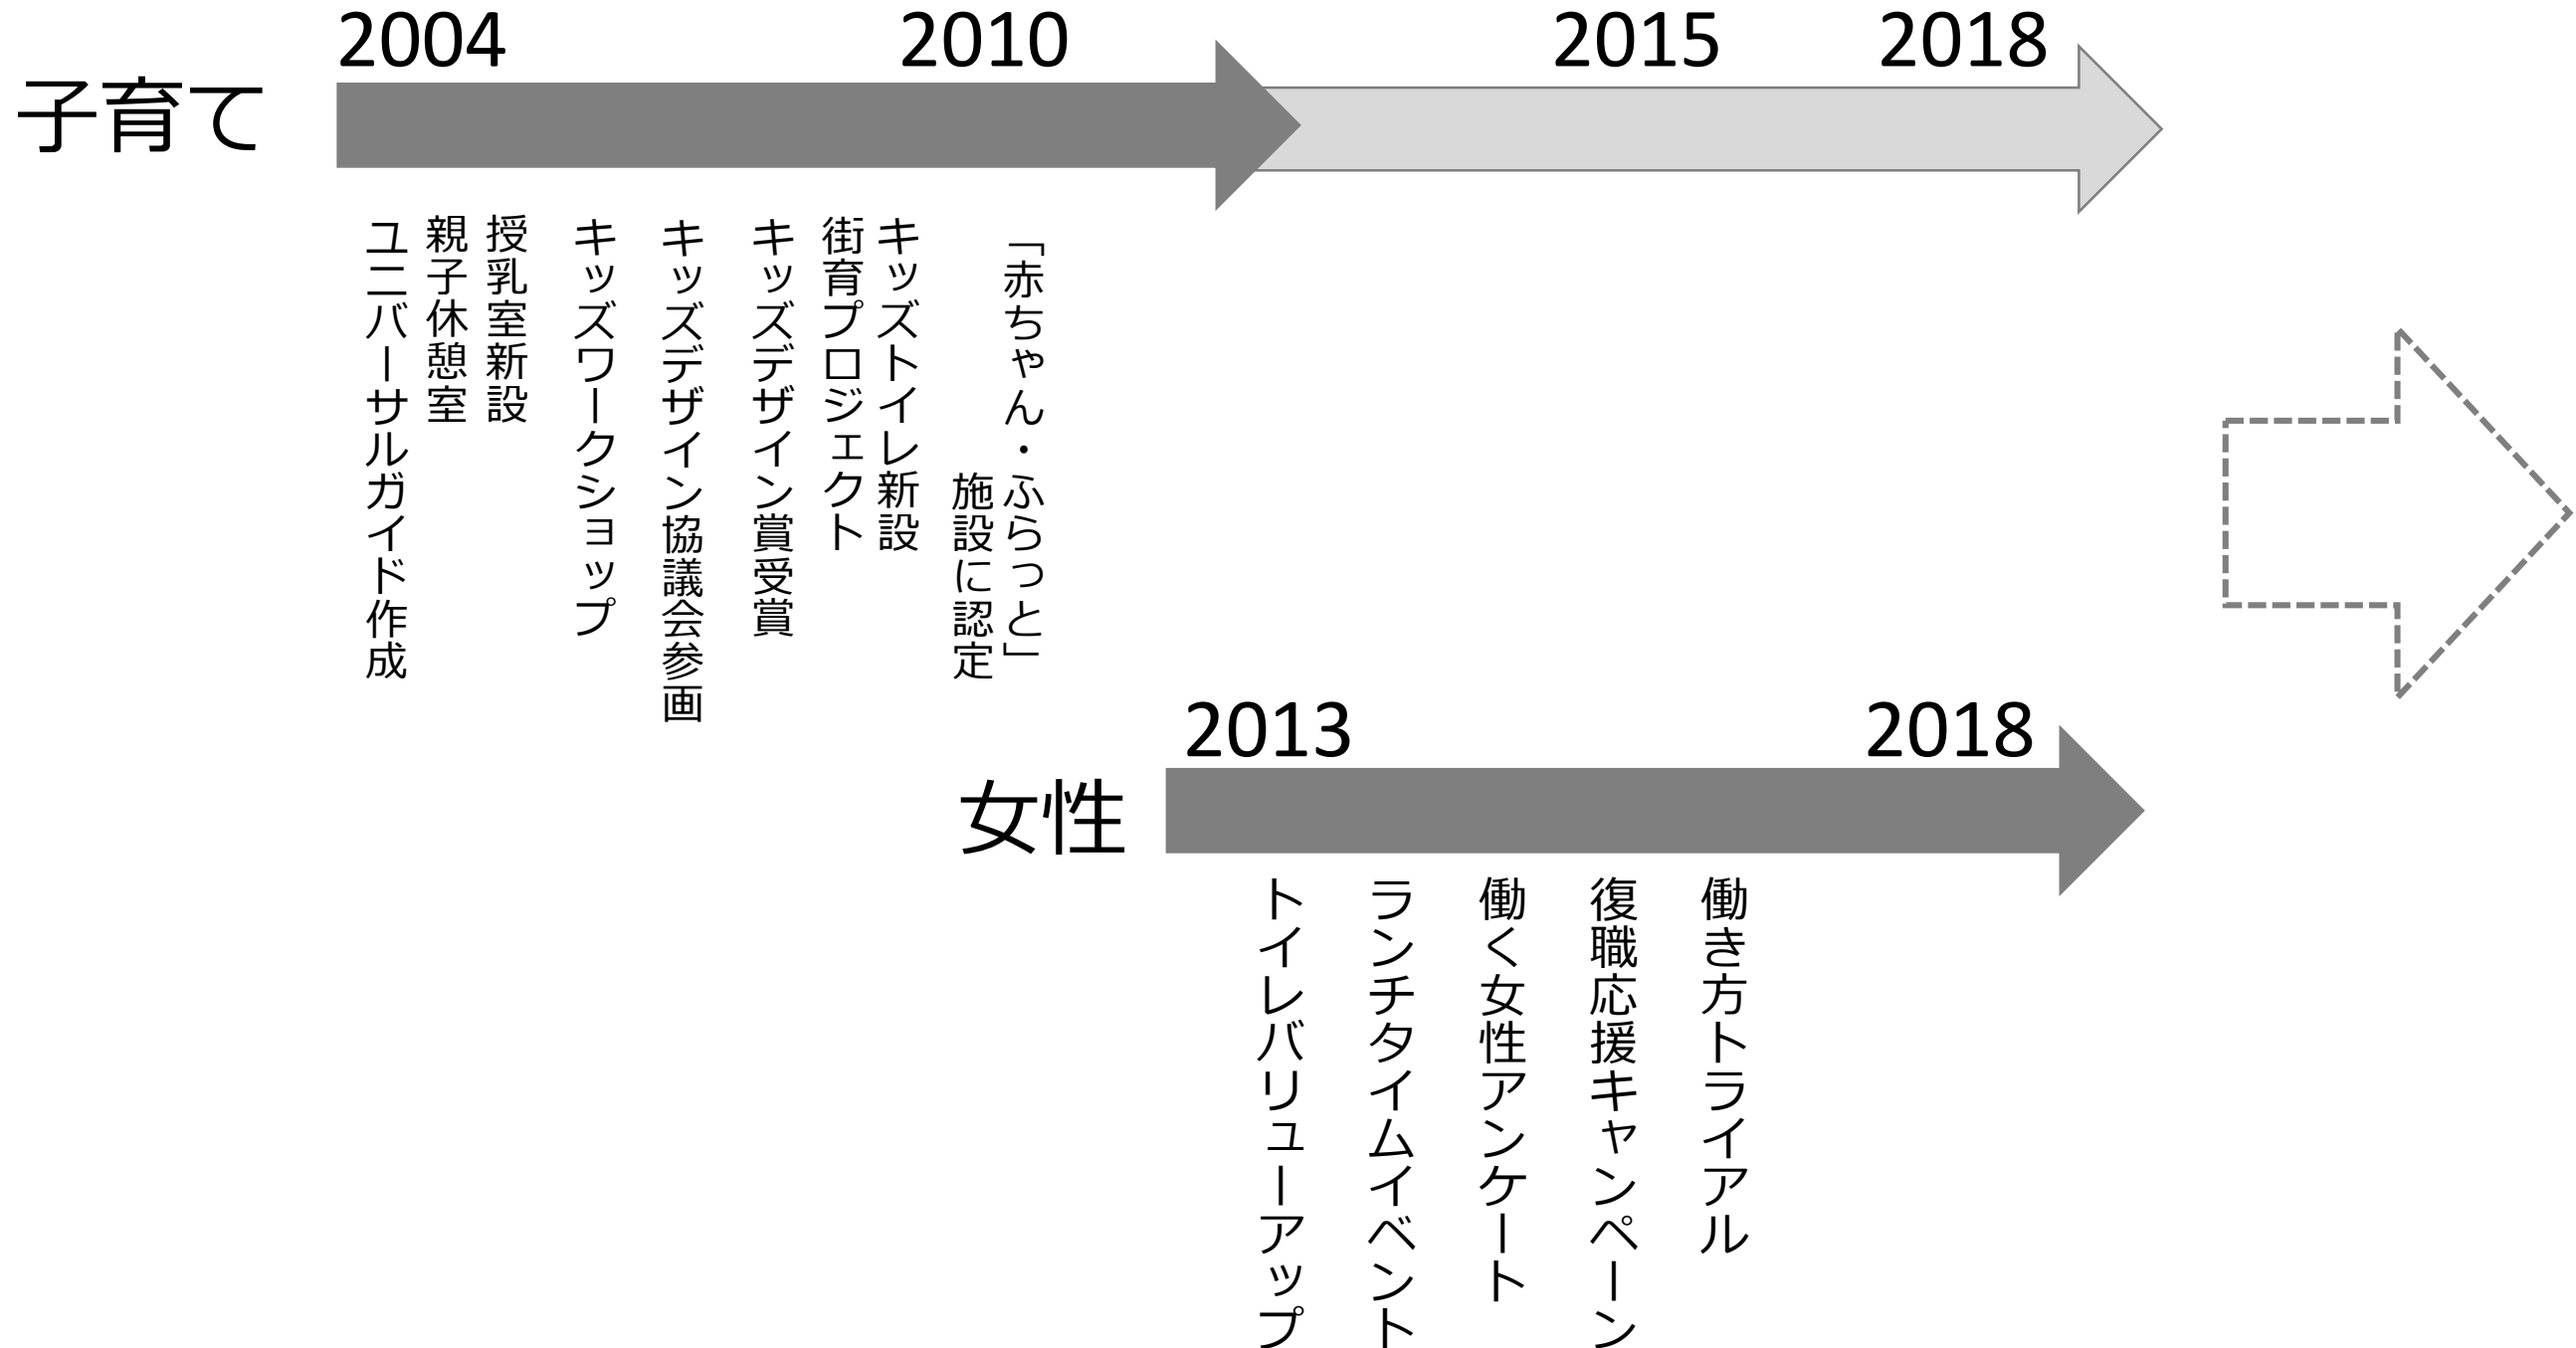 2004
2010
2015
2018
子育て
ユニバーサルガイド作成
親子休憩室
授乳室新設
キッズワークショップ
キッズデザイン協議会参画
キッズデザイン賞受賞
街育プロジェクト
キッズトイレ新設
「赤ちゃん・ふらっと」
施設に認定
2013
2018
女性
トイレバリューアップ
ランチタイムイベント
働く女性アンケート
復職応援キャンペーン
働き方トライアル